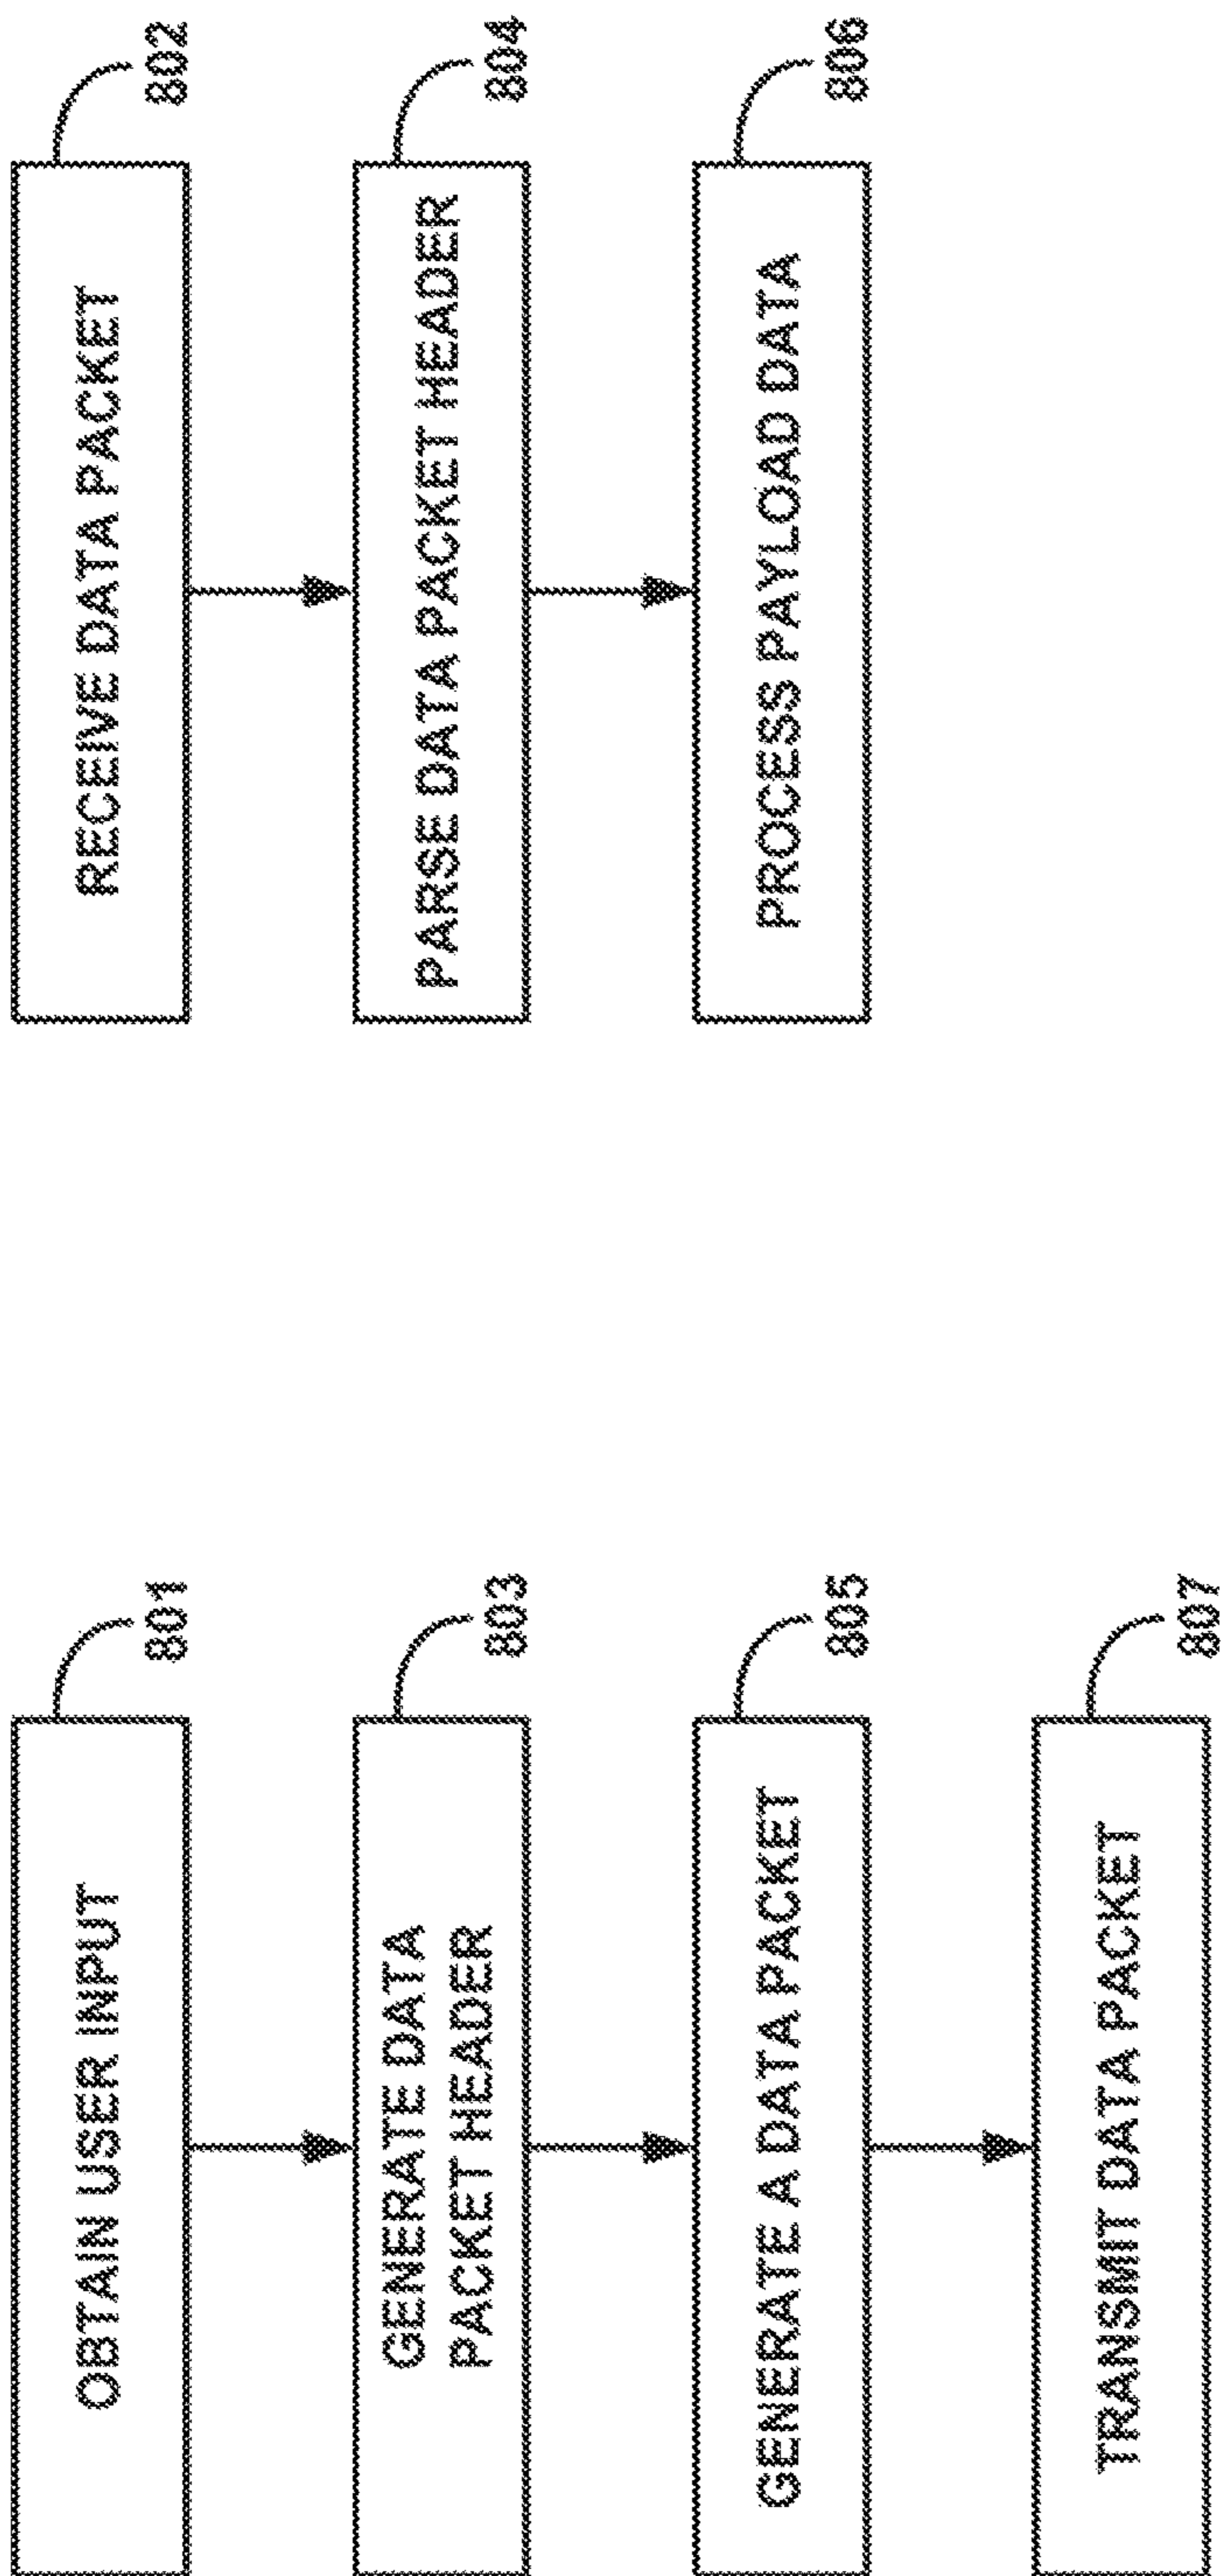 OBTAIN USER INPUT
801
GENERATE DATA
PACKET HEADER
803
GENERATE A DATA PACKET
805
TRANSMIT DATA PACKET
807
RECEIVE DATA PACKET
802
PARSE DATA PACKET HEADER
804
PROCESS PAYLOAD DATA
806